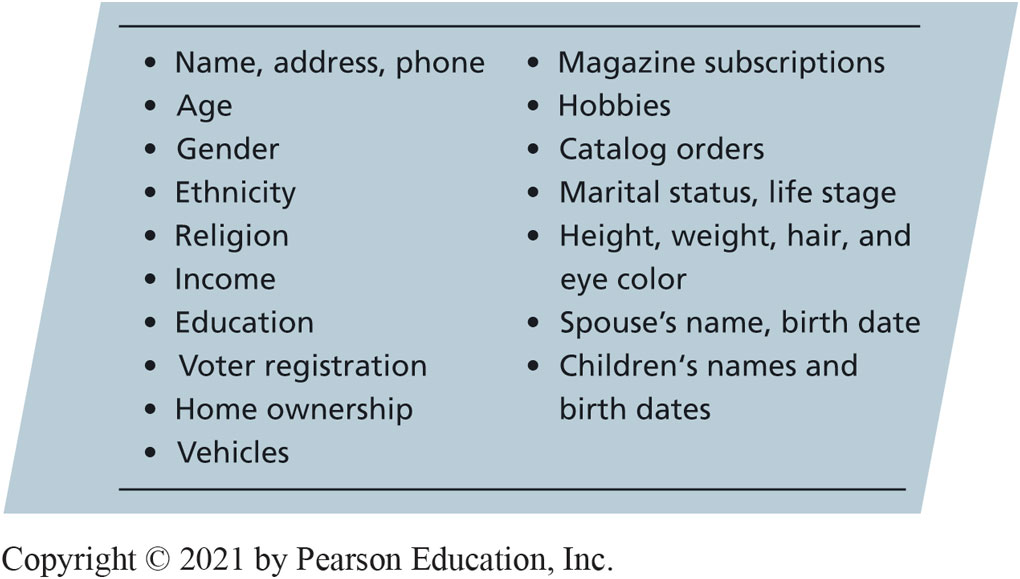 • Name, address, phone
• Age
• Gender
• Ethnicity
• Religion
• Income
• Education
• Voter registration
• Home ownership
• Vehicles
• Magazine subscriptions
• Hobbies
• Catalog orders
• Marital status, life stage
• Height, weight, hair, and
eye color
• Spouse’s name, birth date
• Children‘s names and
birth dates
Copyright © 2021 by Pearson Education, Inc.